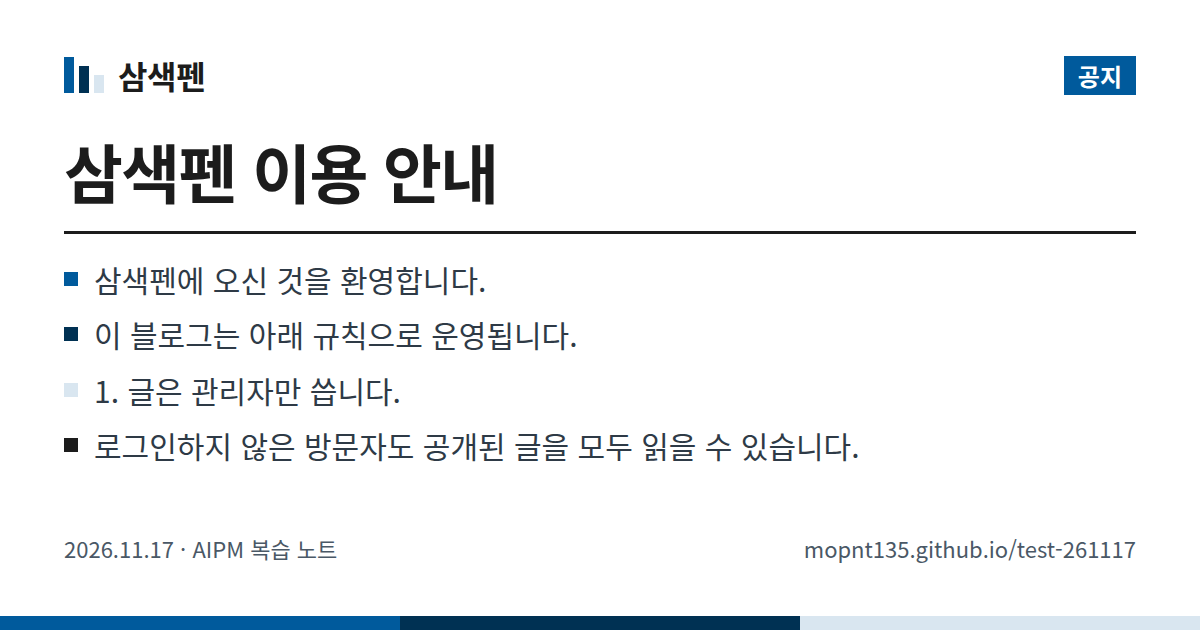 삼색펜
공지
삼색펜 이용 안내
삼색펜에 오신 것을 환영합니다.
이 블로그는 아래 규칙으로 운영됩니다.
1. 글은 관리자만 씁니다.
로그인하지 않은 방문자도 공개된 글을 모두 읽을 수 있습니다.
2026.11.17 · AIPM 복습 노트
mopnt135.github.io/test-261117